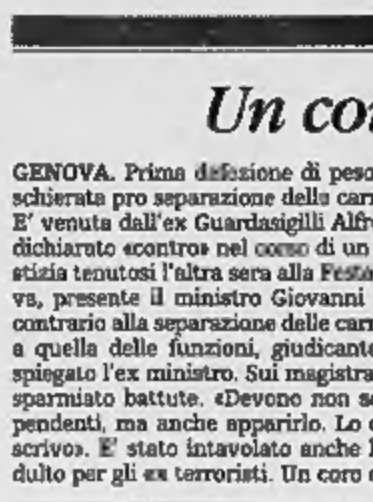 Un co
GENOVA. Prima defezione di peso
schierata pro separazione delle carr
E' venuta dall'ex Guardasigilli Alfr
dichiarato «contro» nel corso di un
stizia tenutosi l'altra sera alla Festa
va, presente il ministro Giovanni
contrario alla separazione delle carr
a quella delle funzioni, giudicante
spiegato l'ex ministro. Sui magistra
sparmiato battute. «Devono non s
pendenti, ma anche apparirlo. Lo
scrivo». E' stato intavolato anche
dulto per gli ex terroristi. Un coro